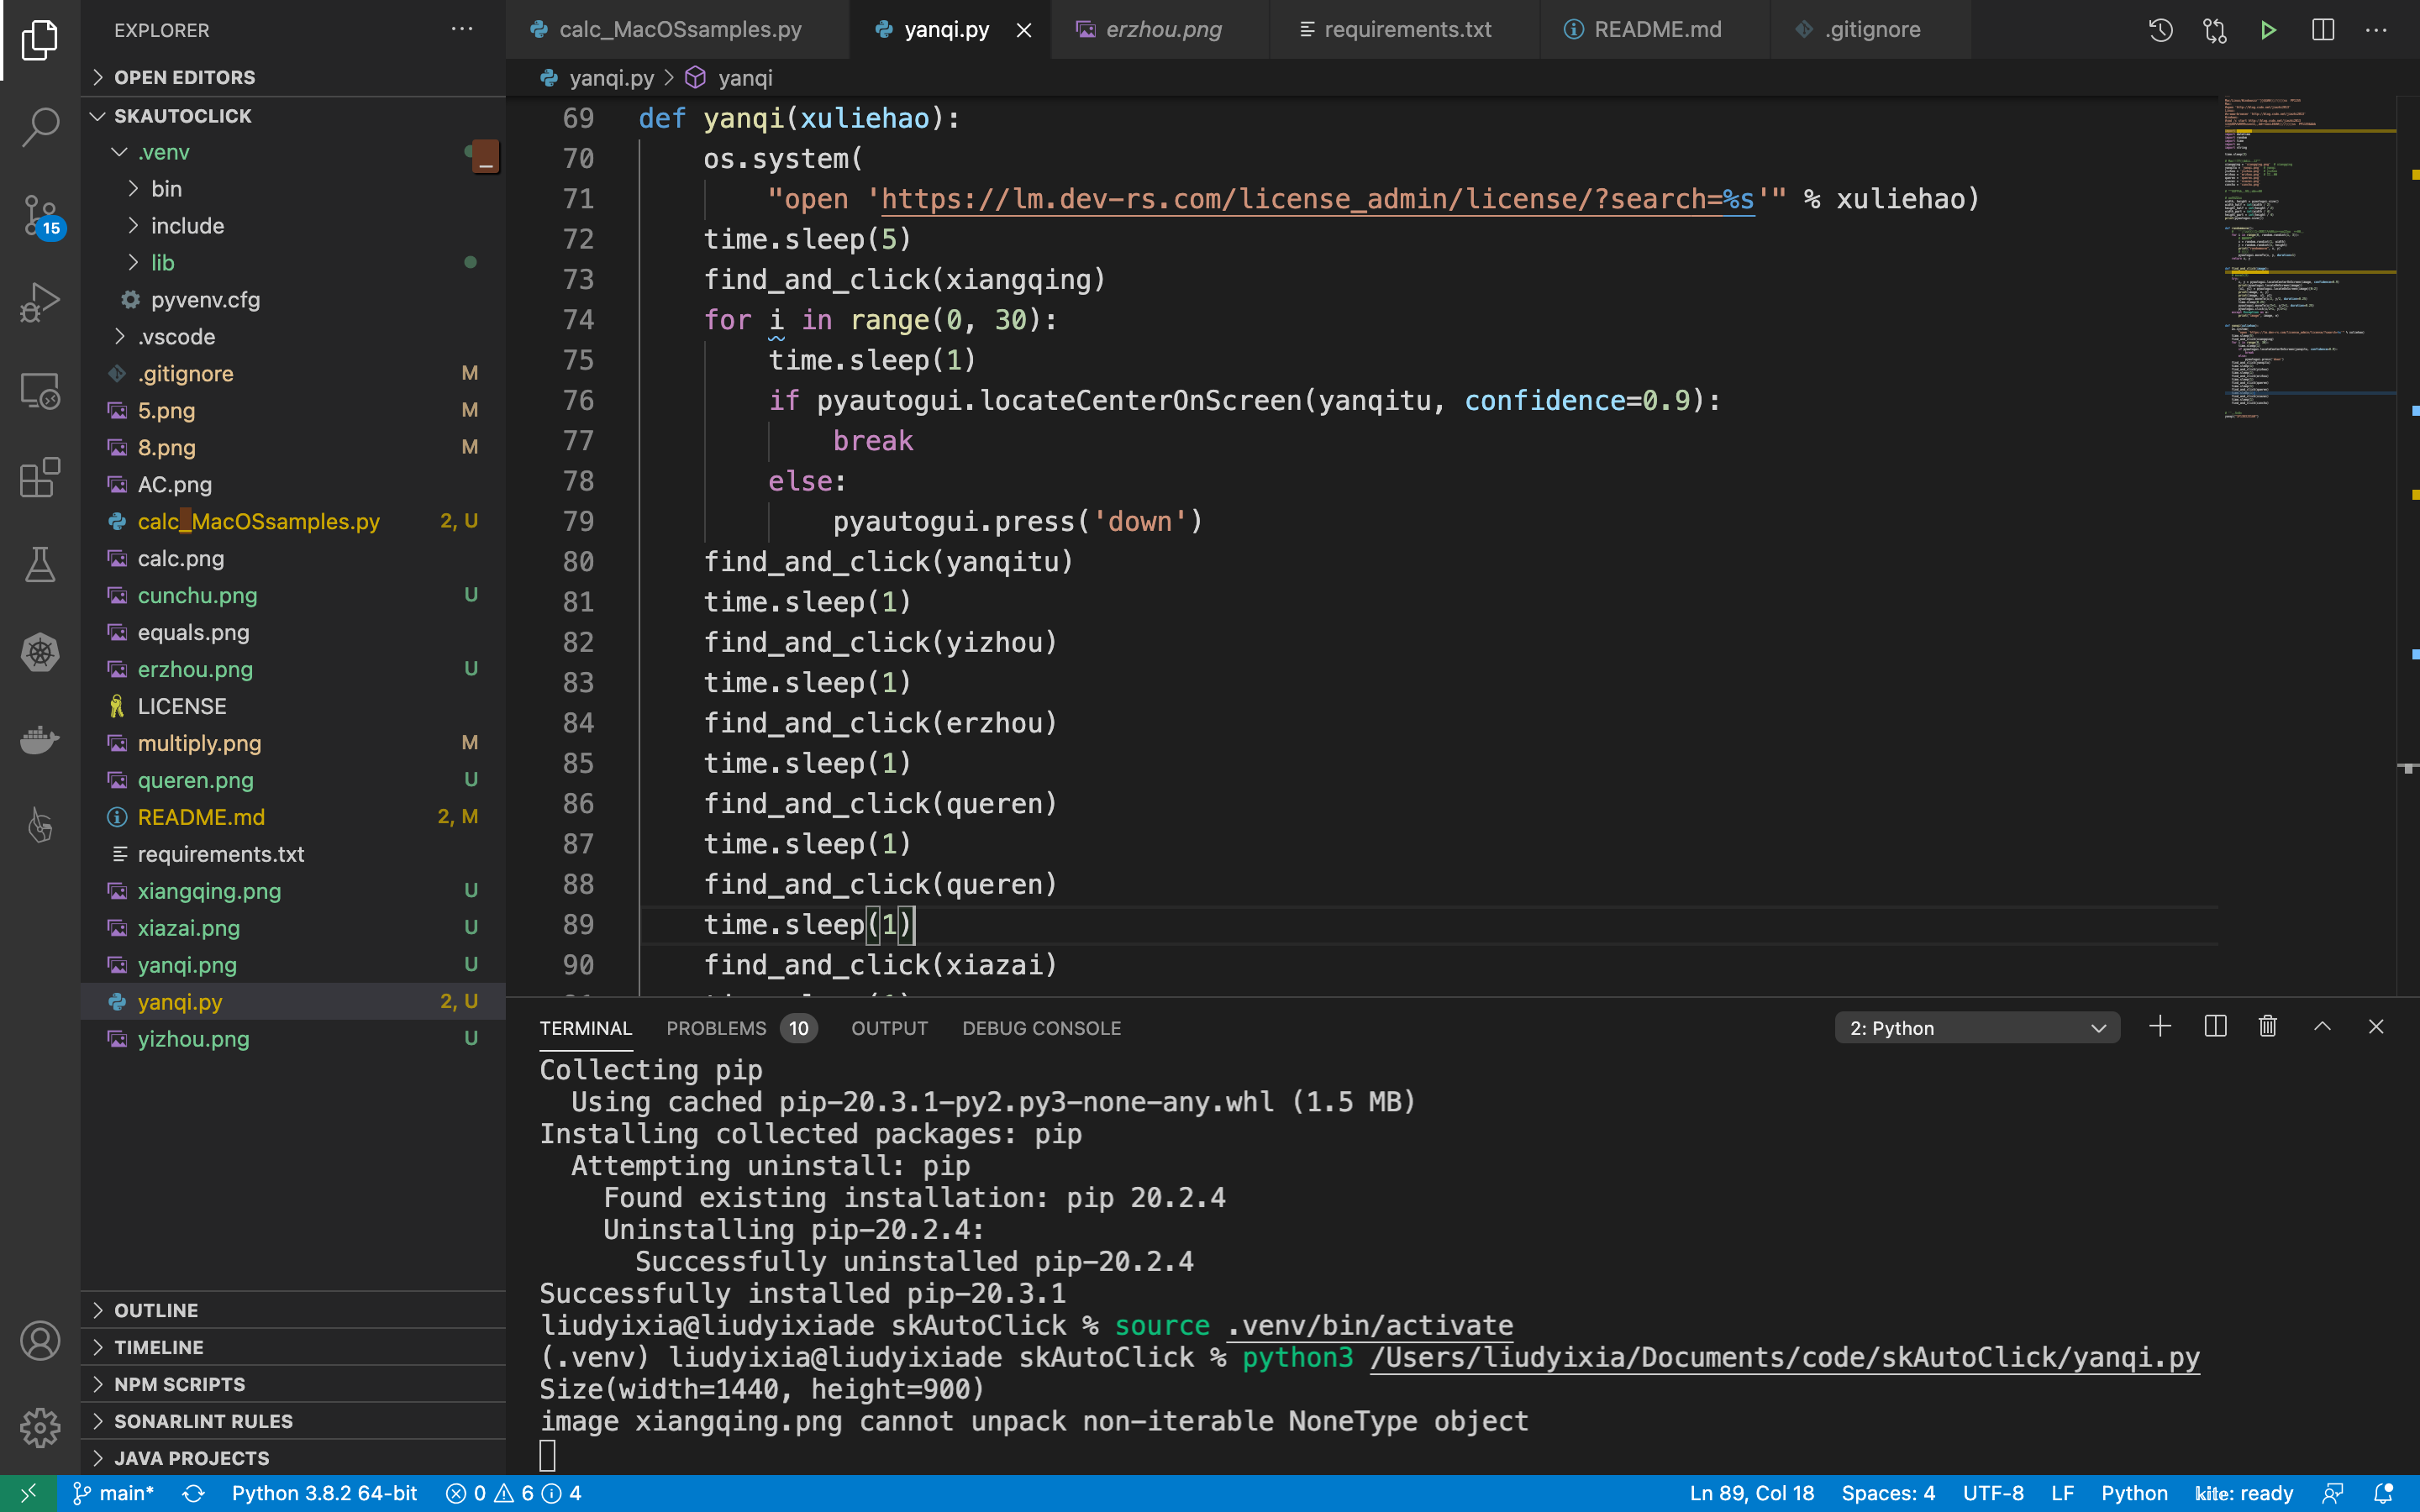 EXPLORER
calc_MacOSsamples.py
yanqi.py
erzhou.png
requirements.txt
README.md
.gitignore
OPEN EDITORS
yanqi.py > yanqi
SKAUTOCLICK
.venv
bin
include
lib
pyvenv.cfg
.vscode
.gitignore M
5.png M
8.png M
AC.png
calc_MacOSsamples.py 2, U
calc.png
cunchu.png U
equals.png
erzhou.png U
LICENSE
multiply.png M
queren.png U
README.md 2, M
requirements.txt
xiangqing.png U
xiazai.png U
yanqi.png U
yanqi.py 2, U
yizhou.png U
OUTLINE
TIMELINE
NPM SCRIPTS
SONARLINT RULES
JAVA PROJECTS
15
69 def yanqi(xuliehao):
70 os.system(
71 "open 'https://lm.dev-rs.com/license_admin/license/?search=%s'" % xuliehao)
72 time.sleep(5)
73 find_and_click(xiangqing)
74 for i in range(0, 30):
75 time.sleep(1)
76 if pyautogui.locateCenterOnScreen(yanqitu, confidence=0.9):
77 break
78 else:
79 pyautogui.press('down')
80 find_and_click(yanqitu)
81 time.sleep(1)
82 find_and_click(yizhou)
83 time.sleep(1)
84 find_and_click(erzhou)
85 time.sleep(1)
86 find_and_click(queren)
87 time.sleep(1)
88 find_and_click(queren)
89 time.sleep(1)
90 find_and_click(xiazai)
TERMINAL PROBLEMS 10 OUTPUT DEBUG CONSOLE
2: Python
Collecting pip
Using cached pip-20.3.1-py2.py3-none-any.whl (1.5 MB)
Installing collected packages: pip
Attempting uninstall: pip
Found existing installation: pip 20.2.4
Uninstalling pip-20.2.4:
Successfully uninstalled pip-20.2.4
Successfully installed pip-20.3.1
liudyixia@liudyixiade skAutoClick % source .venv/bin/activate
(.venv) liudyixia@liudyixiade skAutoClick % python3 /Users/liudyixia/Documents/code/skAutoClick/yanqi.py
Size(width=1440, height=900)
image xiangqing.png cannot unpack non-iterable NoneType object
main* Python 3.8.2 64-bit 0 6 4 Ln 89, Col 18 Spaces: 4 UTF-8 LF Python kite: ready